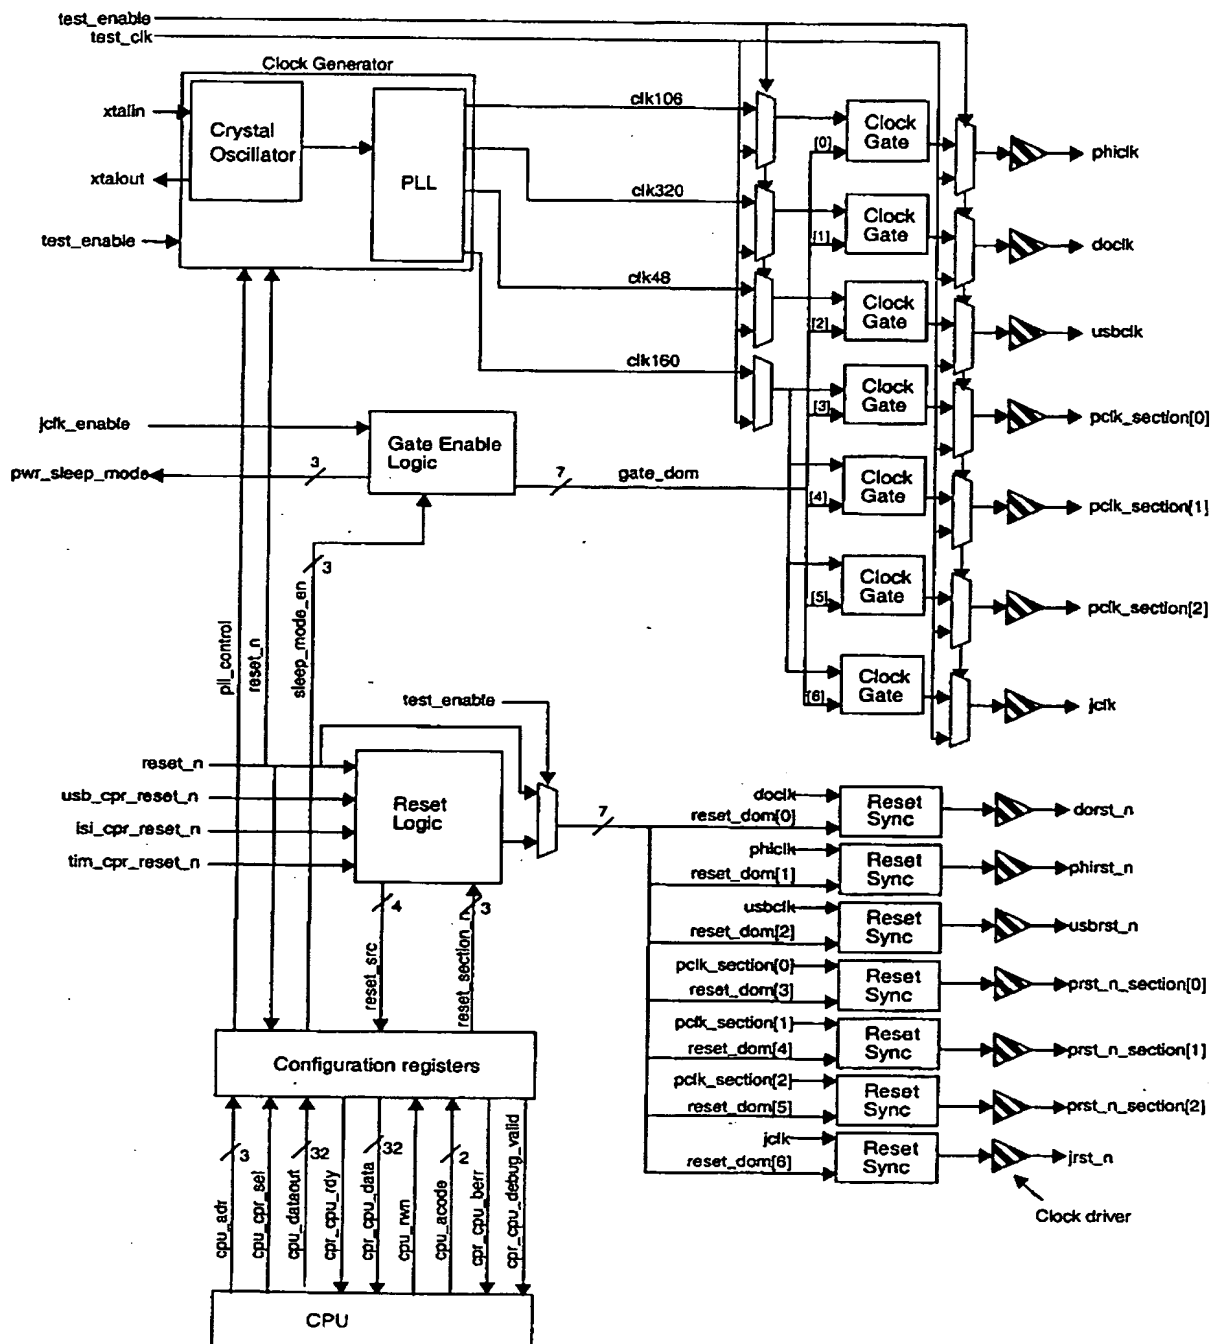 test_enable
test_clk
Clock Generator
xtalin
Crystal
Oscillator
xtalout
PLL
test_enable
clk106
clk320
clk48
clk160
[0]
Clock
Gate
phiclk
[1]
Clock
Gate
doclk
[2]
Clock
Gate
usbclk
[3]
Clock
Gate
pclk_section[0]
[4]
Clock
Gate
pclk_section[1]
[5]
Clock
Gate
pclk_section[2]
[6]
Clock
Gate
jclk
jclk_enable
pwr_sleep_mode
3
Gate Enable
Logic
7
gate_dom
3
pll_control
reset_n
sleep_mode_en
test_enable
reset_n
usb_cpr_reset_n
isi_cpr_reset_n
tim_cpr_reset_n
Reset
Logic
7
4
3
reset_src
reset_section_n
doclk
reset_dom[0]
Reset
Sync
dorst_n
phiclk
reset_dom[1]
Reset
Sync
phirst_n
usbclk
reset_dom[2]
Reset
Sync
usbrst_n
pclk_section[0]
reset_dom[3]
Reset
Sync
prst_n_section[0]
pclk_section[1]
reset_dom[4]
Reset
Sync
prst_n_section[1]
pclk_section[2]
reset_dom[5]
Reset
Sync
prst_n_section[2]
jclk
reset_dom[6]
Reset
Sync
jrst_n
Clock driver
Configuration registers
3
32
32
2
cpu_adr
cpu_cpr_sel
cpu_dataout
cpr_cpu_rdy
cpr_cpu_data
cpu_rwn
cpu_acode
cpr_cpu_berr
cpr_cpu_debug_valid
CPU